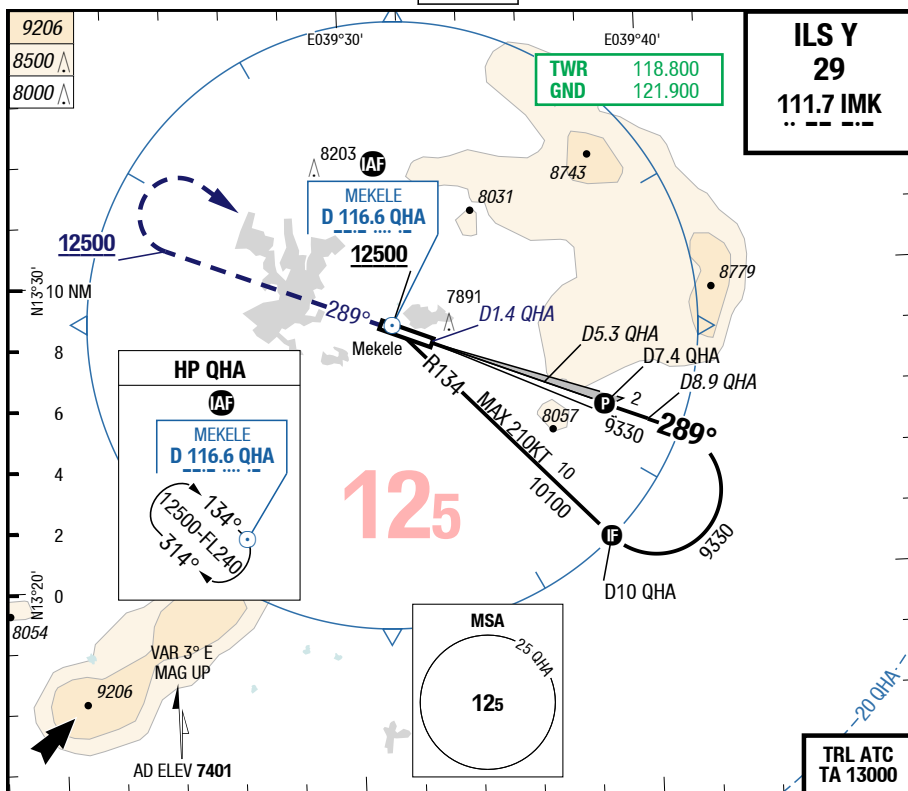 9206
8500
8000
E039°30'
E039°40'
TWR 118.800
GND 121.900
ILS Y
29
111.7 IMK
8203
IAF
MEKELE
D 116.6 QHA
12500
8031
8743
8779
12500
N13°30'
10 NM
289°
7891
D1.4 QHA
Mekele
D5.3 QHA
D7.4 QHA
D8.9 QHA
8
HP QHA
IAF
MEKELE
D 116.6 QHA
134°
12500-FL240
314°
R134
MAX 210KT
10
10100
8057
P
2
9330
289°
9330
IF
D10 QHA
125
6
4
2
0
N13°20'
8054
VAR 3° E
MAG UP
9206
AD ELEV 7401
MSA
25 QHA
125
20 QHA
TRL ATC
TA 13000